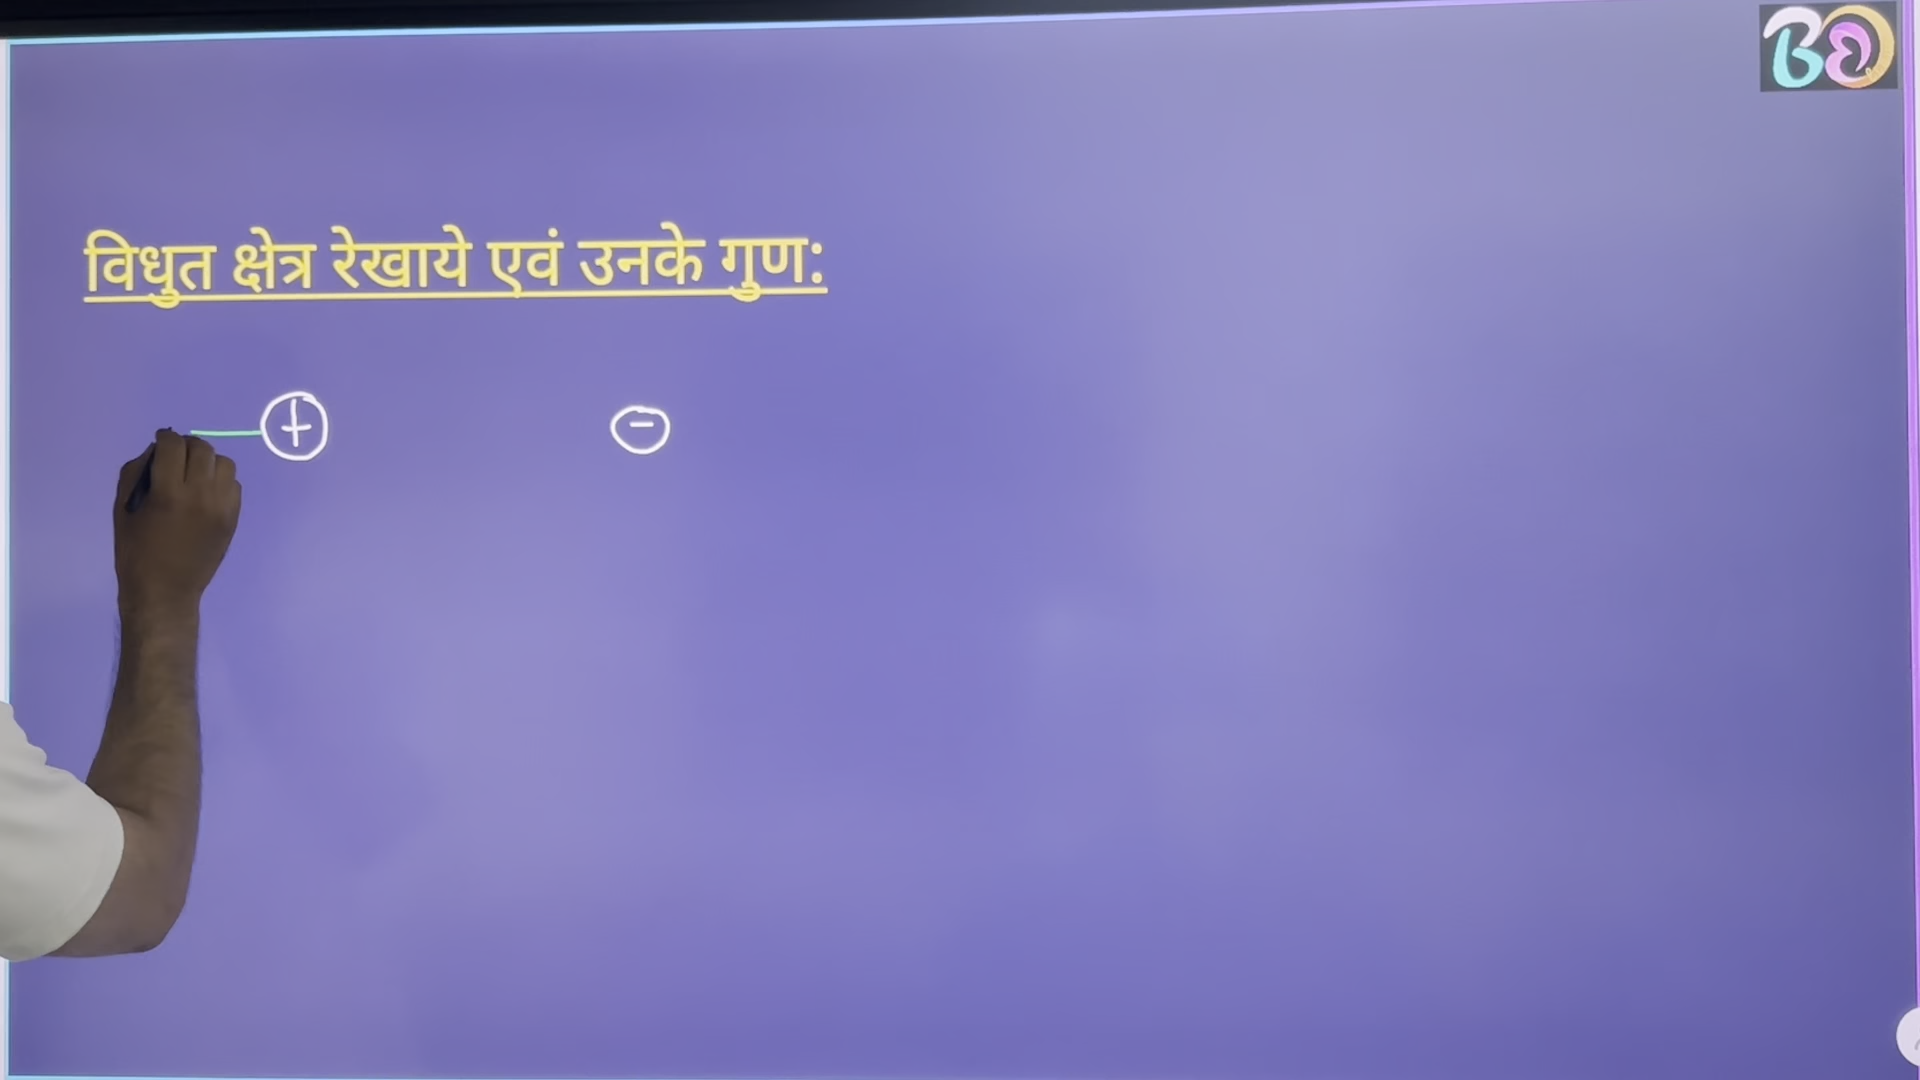 विधुत क्षेत्र रेखाये एवं उनके गुण:
+ -